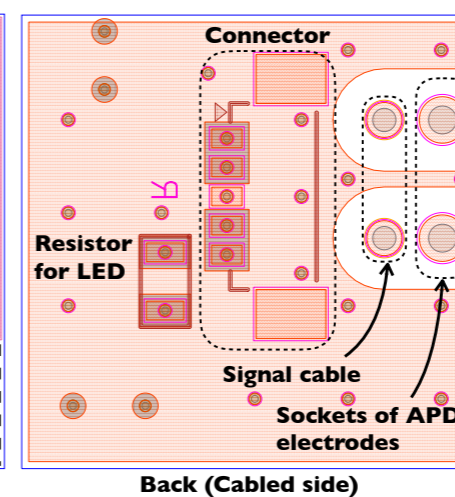 Connector
R
Resistor
for LED
Signal cable
Sockets of APD
electrodes
Back (Cabled side)